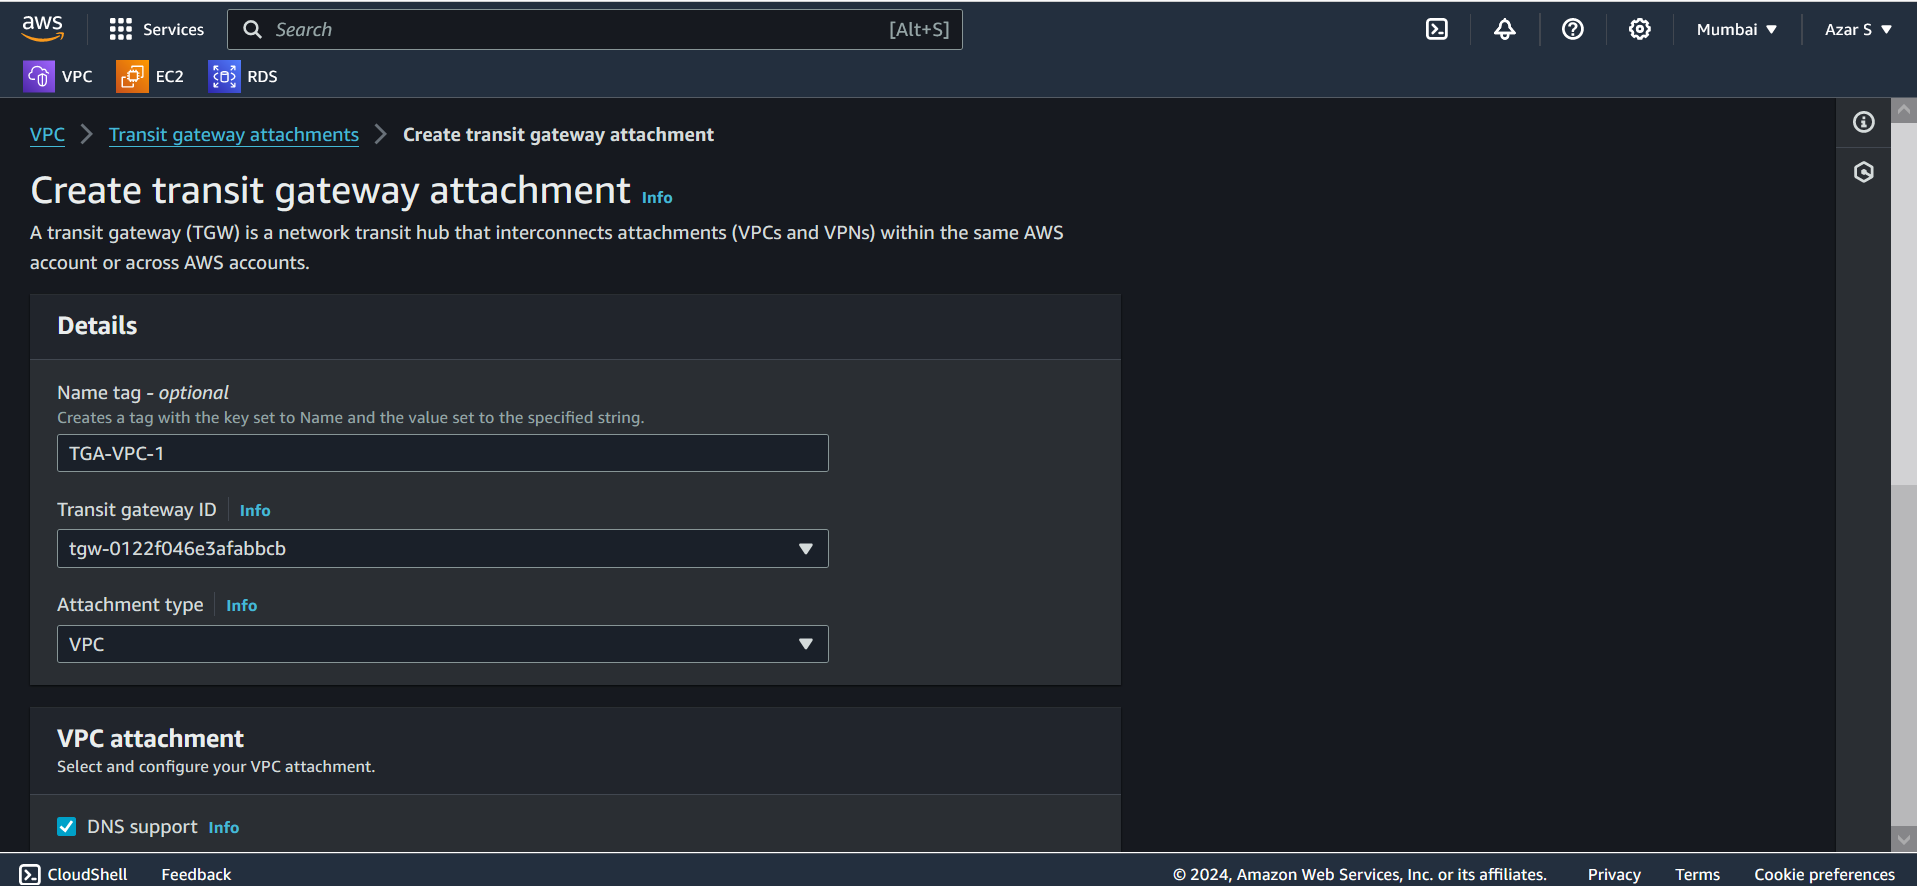 aws
Services
Search [Alt+S]
Mumbai ▼
Azar S ▼
VPC
EC2
RDS
VPC > Transit gateway attachments > Create transit gateway attachment
Create transit gateway attachment Info
A transit gateway (TGW) is a network transit hub that interconnects attachments (VPCs and VPNs) within the same AWS
account or across AWS accounts.
Details
Name tag - optional
Creates a tag with the key set to Name and the value set to the specified string.
TGA-VPC-1
Transit gateway ID Info
tgw-0122f046e3afabbcb
Attachment type Info
VPC
VPC attachment
Select and configure your VPC attachment.
DNS support Info
CloudShell Feedback © 2024, Amazon Web Services, Inc. or its affiliates. Privacy Terms Cookie preferences